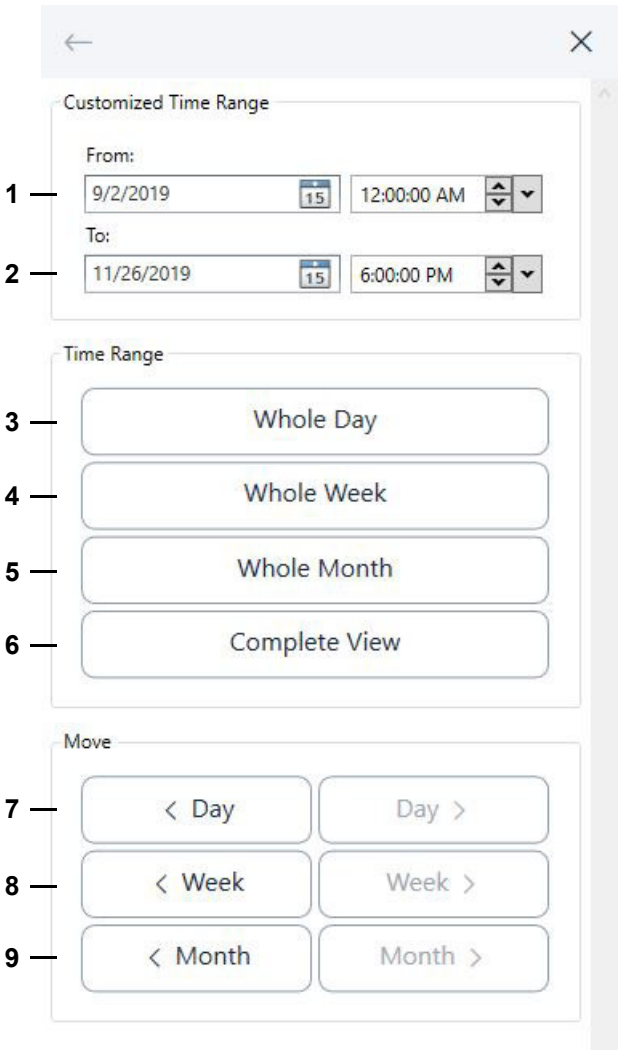 Customized Time Range
From:
1 9/2/2019 15 12:00:00 AM
To:
2 11/26/2019 15 6:00:00 PM
Time Range
3 Whole Day
4 Whole Week
5 Whole Month
6 Complete View
Move
7 < Day Day >
8 < Week Week >
9 < Month Month >